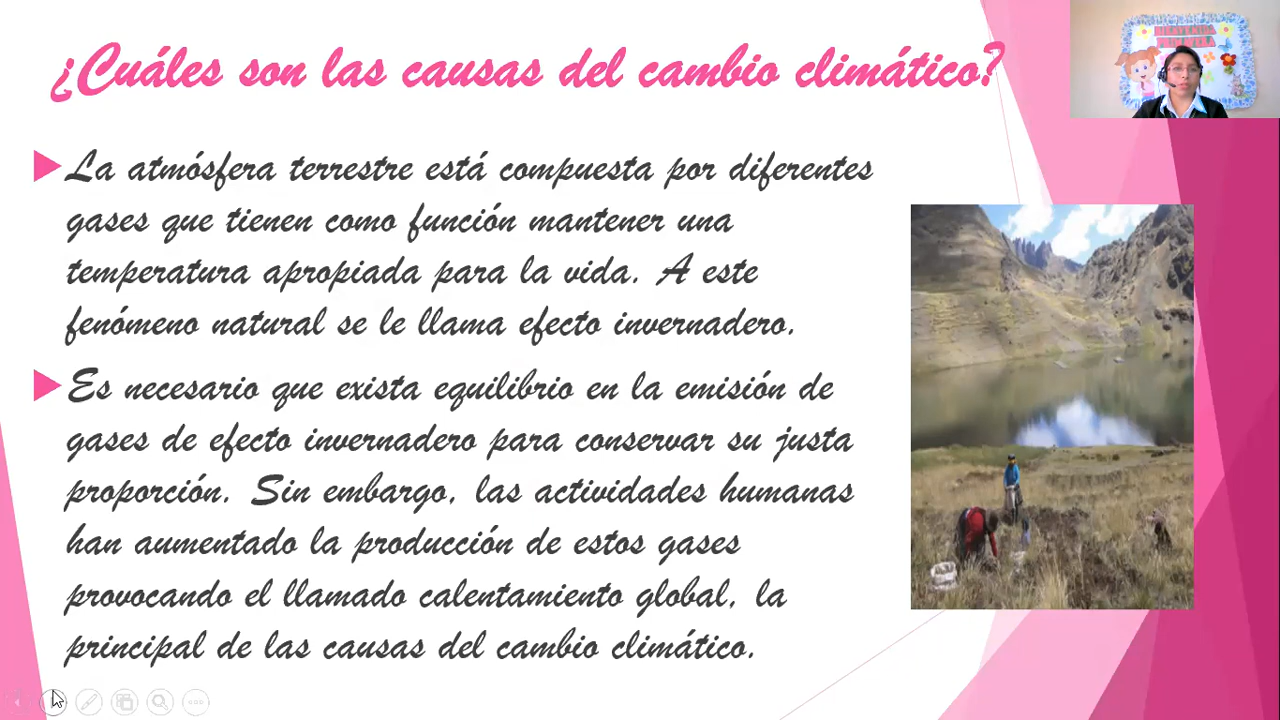 ¿Cuáles son las causas del cambio climático?
BIENVENIDA
PRIMAVERA
La atmósfera terrestre está compuesta por diferentes
gases que tienen como función mantener una
temperatura apropiada para la vida. A este
fenómeno natural se le llama efecto invernadero.
Es necesario que exista equilibrio en la emisión de
gases de efecto invernadero para conservar su justa
proporción. Sin embargo, las actividades humanas
han aumentado la producción de estos gases
provocando el llamado calentamiento global, la
principal de las causas del cambio climático.